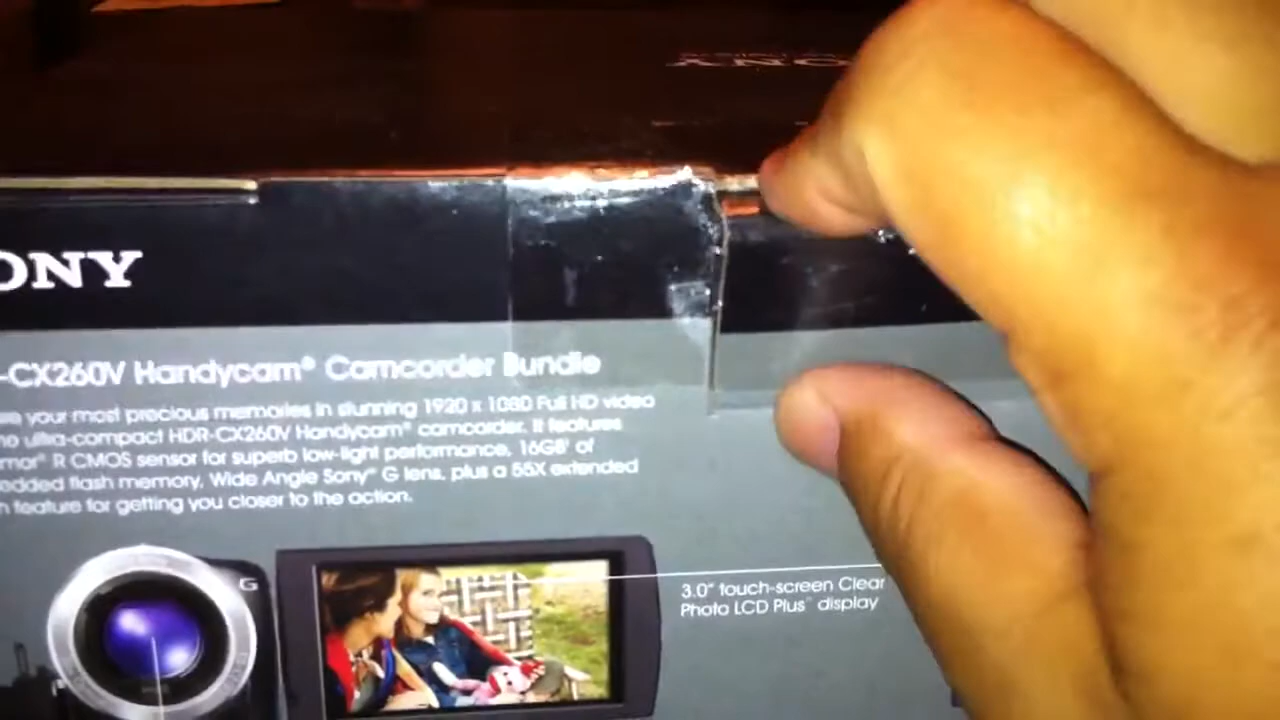 ONY
-CX260V Handycam® Camcorder Bundle
your most precious memories in stunning 1920 x 1080 Full HD video
ultra-compact HDR-CX260V Handycam® camcorder. It features
mor® R CMOS sensor for superb low-light performance, 16GB¹ of
edded flash memory, Wide Angle Sony® G lens, plus a 55X extended
feature for getting you closer to the action.
G
3.0" touch-screen Clear
Photo LCD Plus™ display